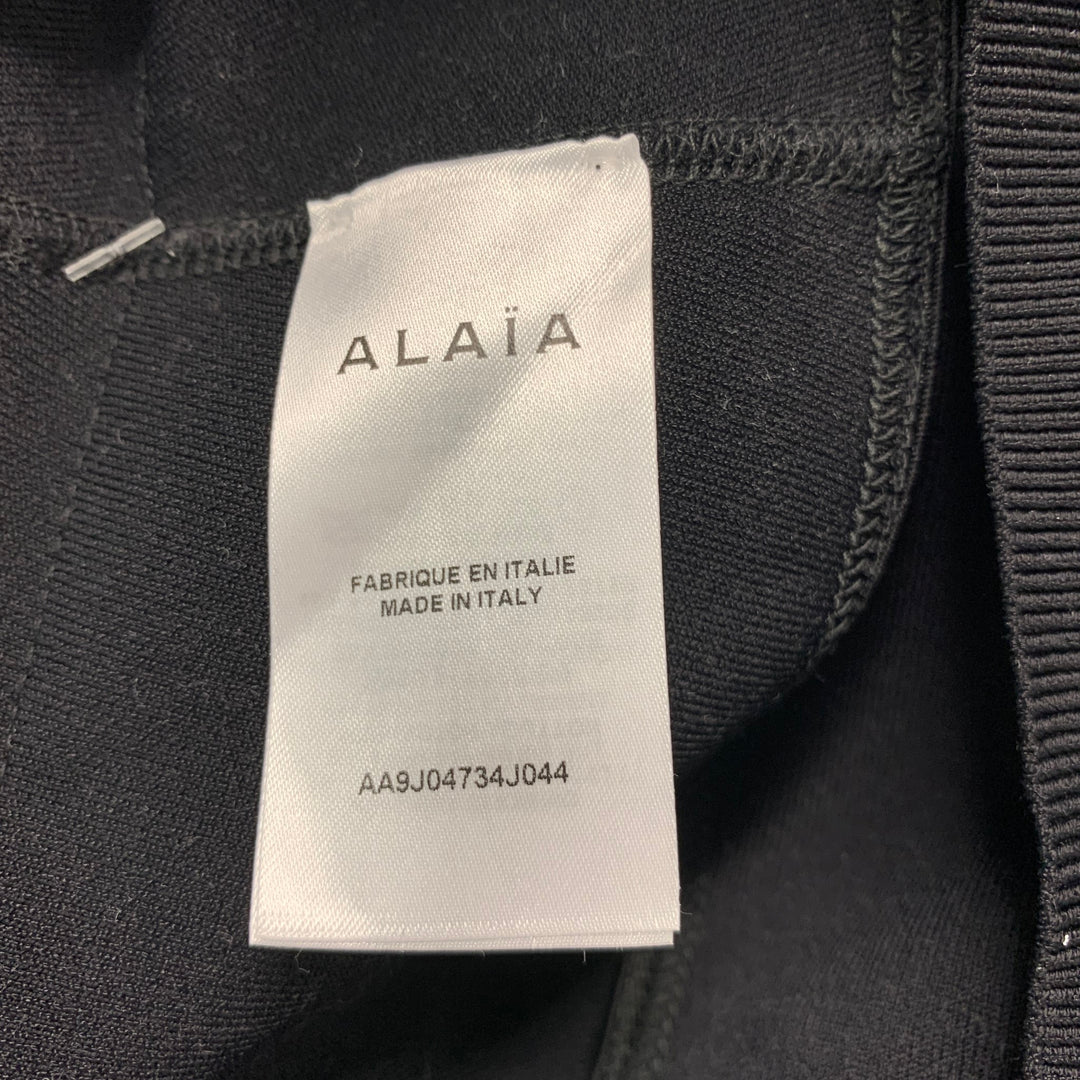 ALAÏA
FABRIQUE EN ITALIE
MADE IN ITALY
AA9J04734J044